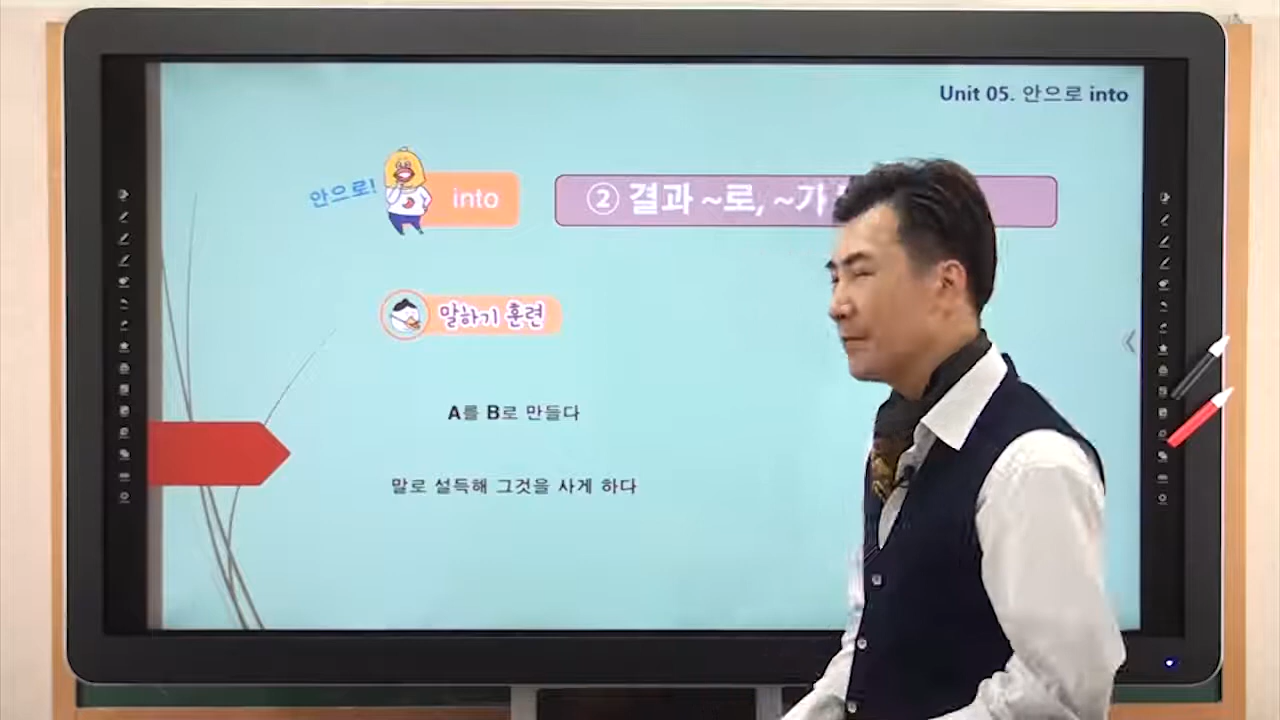 Unit 05. 안으로 into
안으로!
into
② 결과 ~로, ~가
말하기 훈련
A를 B로 만들다
말로 설득해 그것을 사게 하다